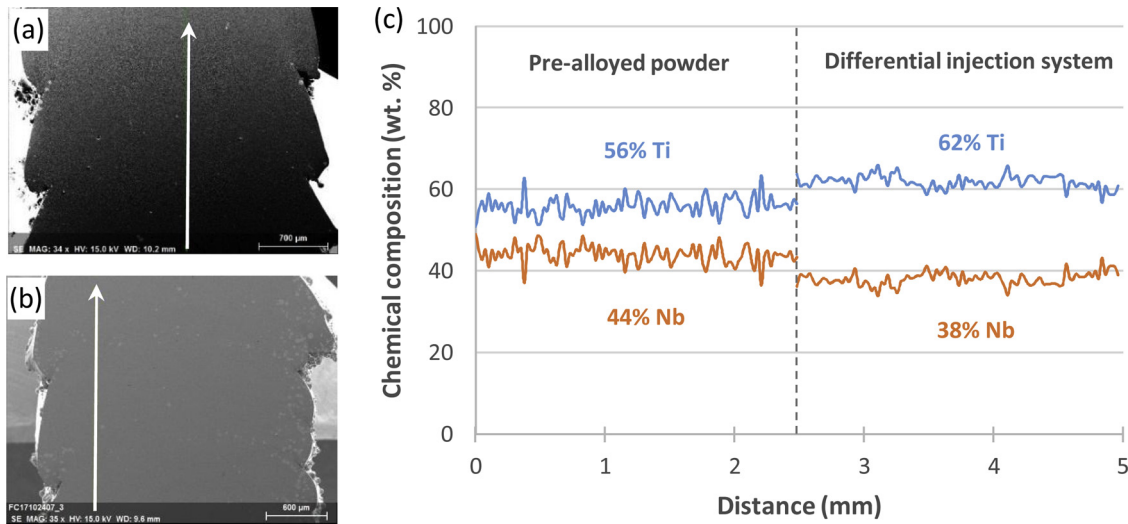 (a)
700 µm
SE MAG: 34 x HV: 15.0 kV WD: 10.2 mm
(b)
FC17102407_3
SE MAG: 35 x HV: 15.0 kV WD: 9.6 mm
600 µm
(c)
Chemical composition (wt. %)
100
80
60
40
20
0
Pre-alloyed powder
Differential injection system
56% Ti
62% Ti
44% Nb
38% Nb
0
1
2
3
4
5
Distance (mm)